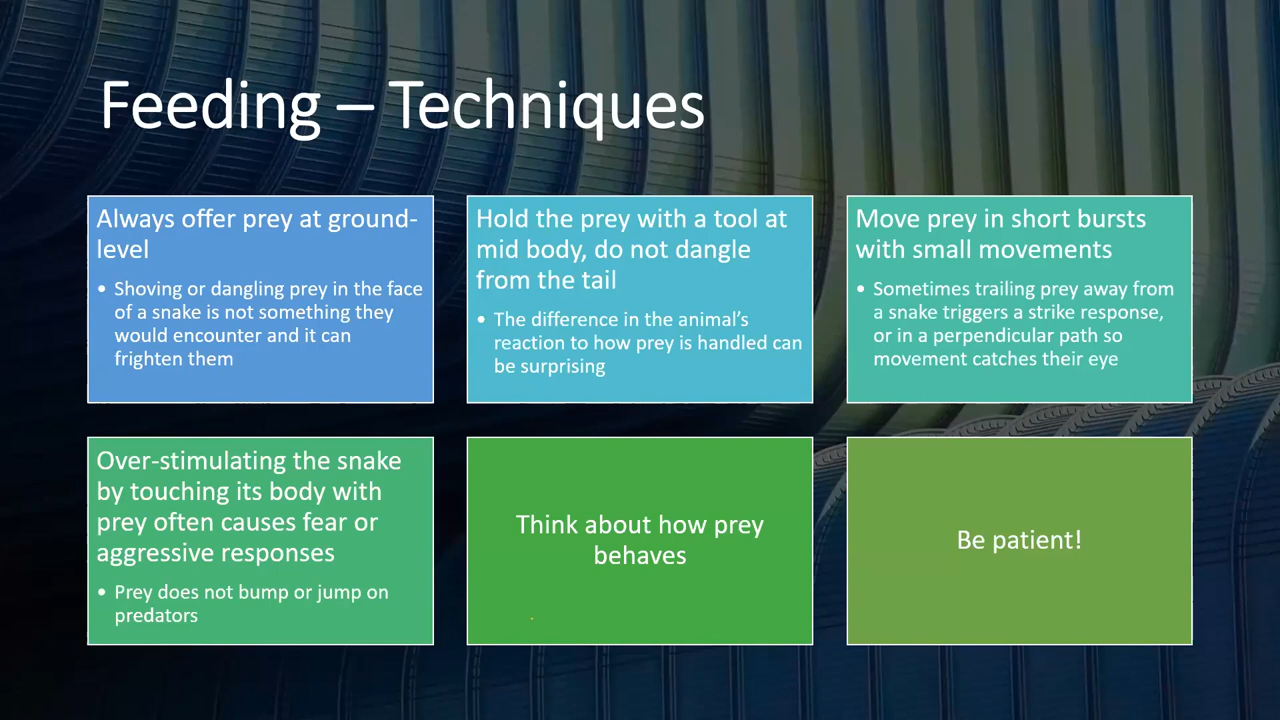 Feeding – Techniques
Always offer prey at ground-
level
• Shoving or dangling prey in the face
of a snake is not something they
would encounter and it can
frighten them
Hold the prey with a tool at
mid body, do not dangle
from the tail
• The difference in the animal’s
reaction to how prey is handled can
be surprising
Move prey in short bursts
with small movements
• Sometimes trailing prey away from
a snake triggers a strike response,
or in a perpendicular path so
movement catches their eye
Over-stimulating the snake
by touching its body with
prey often causes fear or
aggressive responses
• Prey does not bump or jump on
predators
Think about how prey
behaves
Be patient!